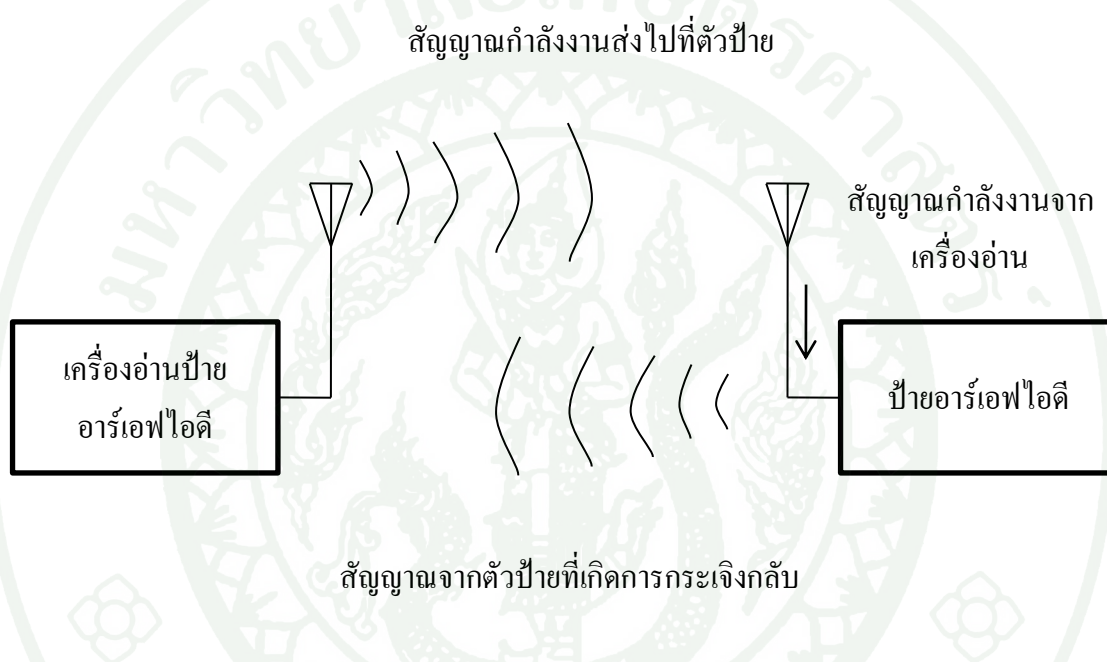 สัญญาณกำลังงานส่งไปที่ตัวป้าย
สัญญาณกำลังงานจาก
เครื่องอ่าน
เครื่องอ่านป้าย
อาร์เอฟไอดี
ป้ายอาร์เอฟไอดี
สัญญาณจากตัวป้ายที่เกิดการกระเจิงกลับ